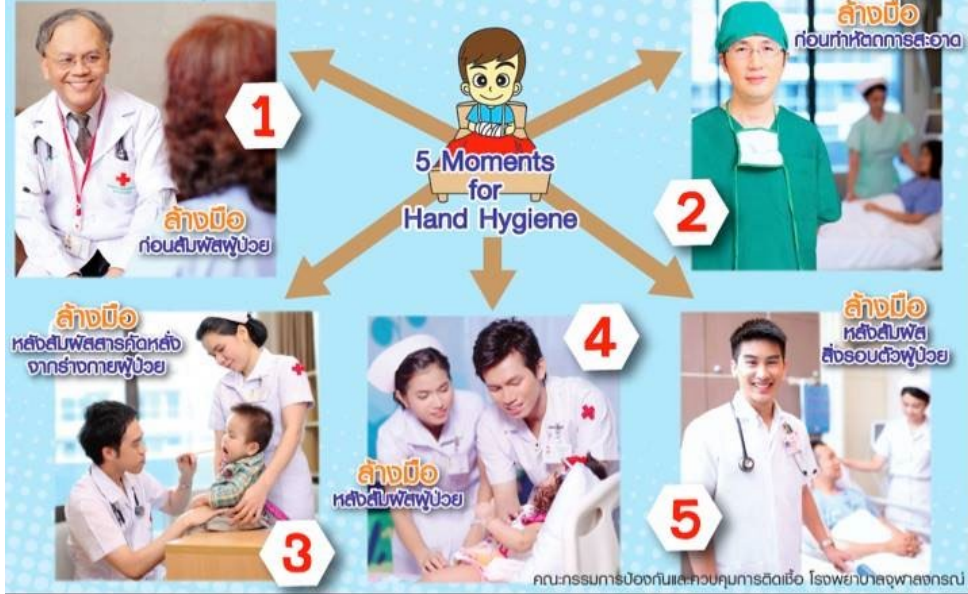 1
ล้างมือ
ก่อนสัมผัสผู้ป่วย
5 Moments
for
Hand Hygiene
ล้างมือ
ก่อนทำหัตถการสะอาด
2
ล้างมือ
หลังสัมผัสสารคัดหลั่ง
จากร่างกายผู้ป่วย
3
ล้างมือ
หลังสัมผัสผู้ป่วย
4
ล้างมือ
หลังสัมผัส
สิ่งรอบตัวผู้ป่วย
5
คณะกรรมการป้องกันและควบคุมการติดเชื้อ โรงพยาบาลจุฬาลงกรณ์